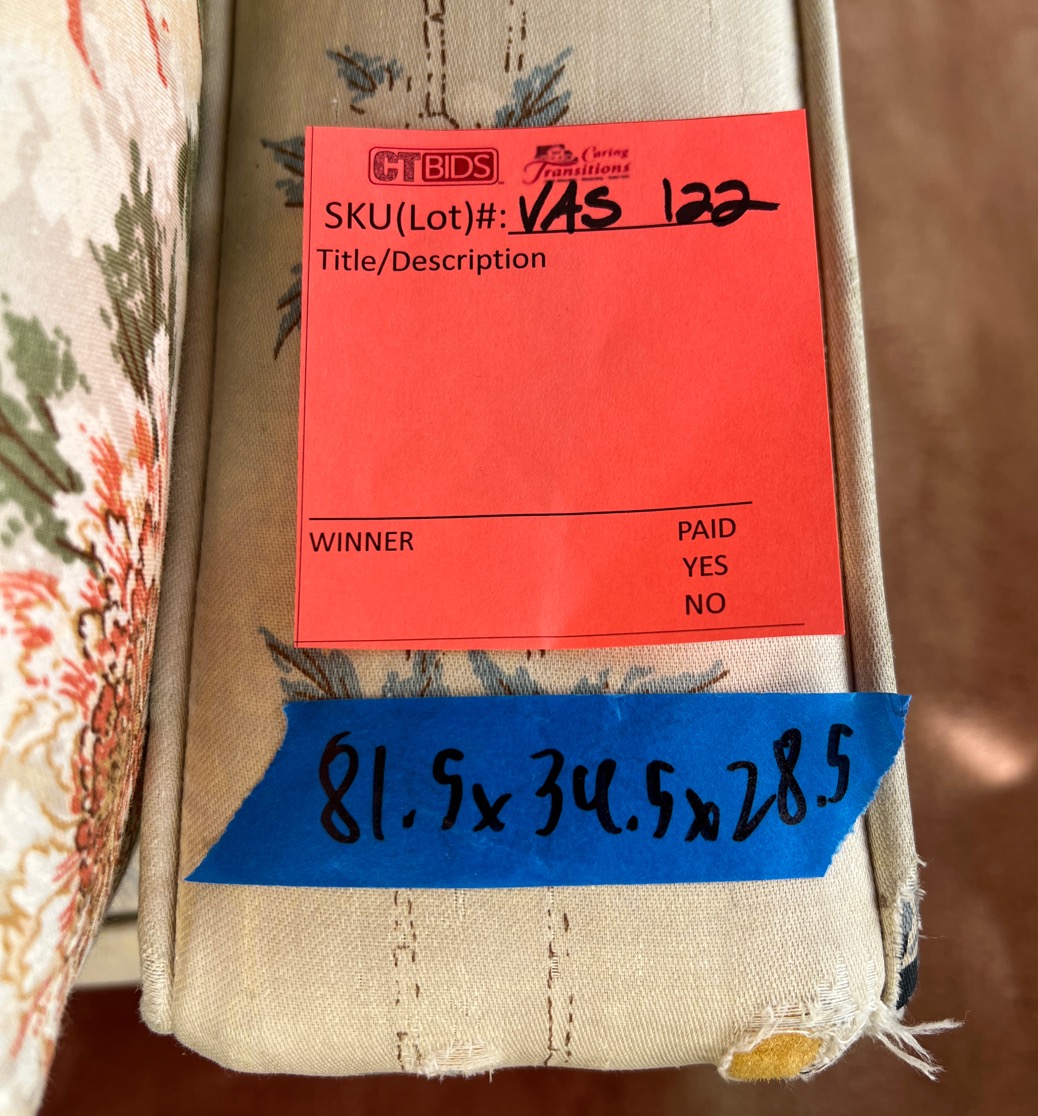 CTBIDS Caring Transitions
SKU(Lot)#: VAS 122
Title/Description
WINNER PAID
YES
NO
81.5x34.5x28.5